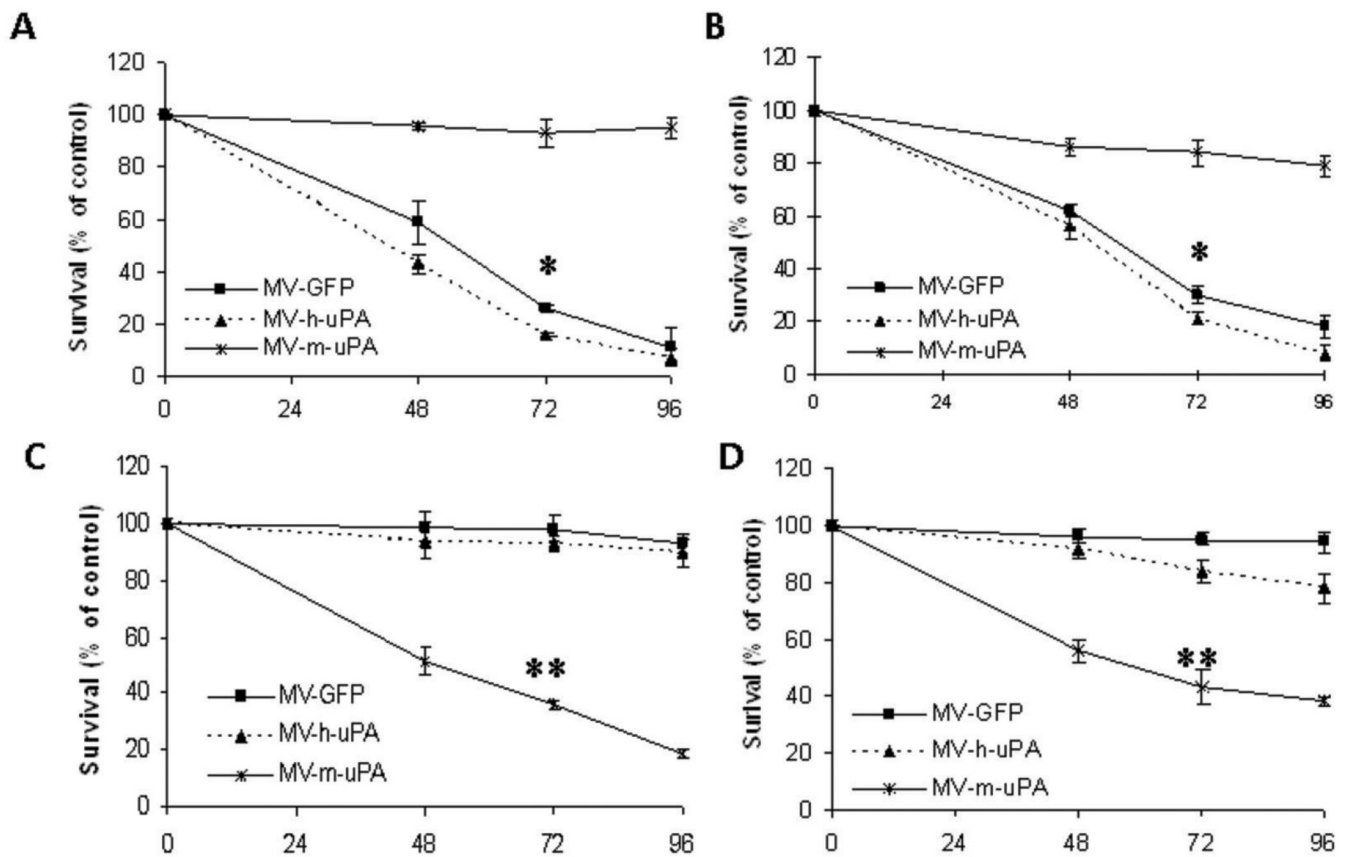 A
Survival (% of control)
120
100
80
60
40
20
0
MV-GFP
MV-h-uPA
MV-m-uPA
*
0 24 48 72 96
B
Survival (% of control)
120
100
80
60
40
20
0
MV-GFP
MV-h-uPA
MV-m-uPA
*
0 24 48 72 96
C
Survival (% of control)
120
100
80
60
40
20
0
MV-GFP
MV-h-uPA
MV-m-uPA
**
0 24 48 72 96
D
Surival (% of control)
120
100
80
60
40
20
0
MV-GFP
MV-h-uPA
MV-m-uPA
**
0 24 48 72 96